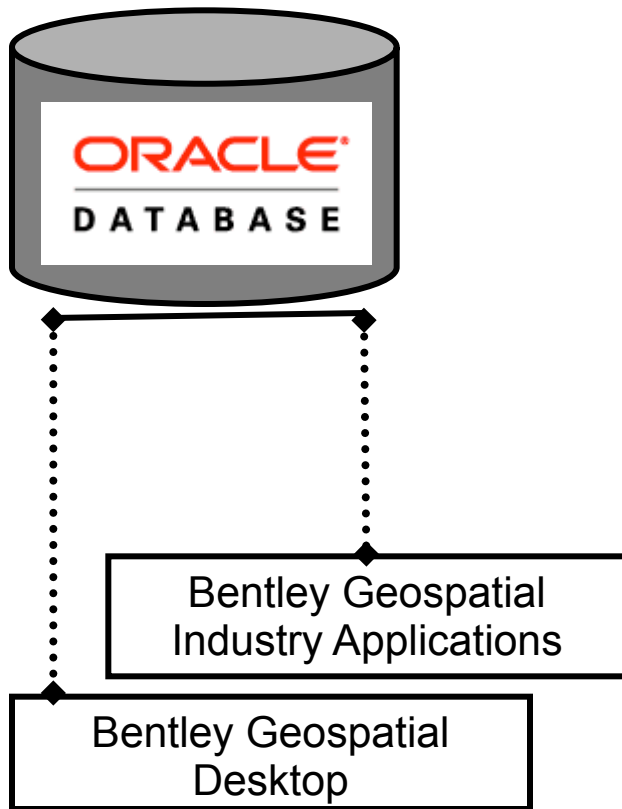 ORACLE®
DATABASE
Bentley Geospatial
Industry Applications
Bentley Geospatial
Desktop